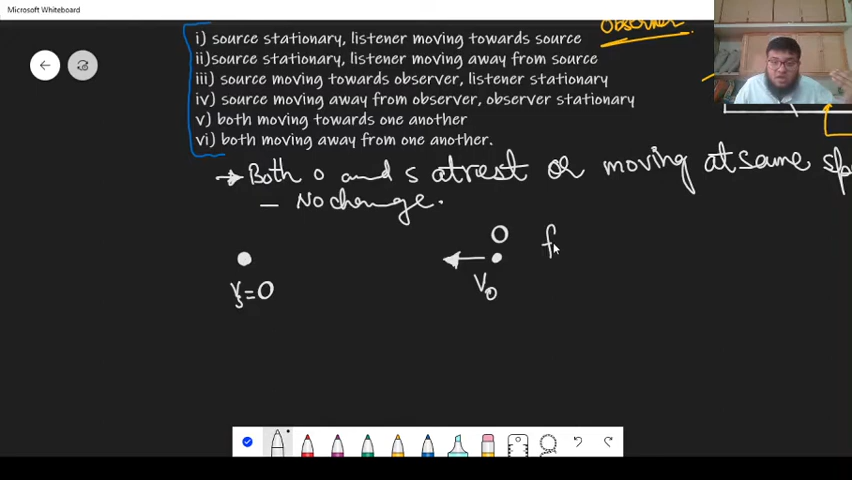 Microsoft Whiteboard
Observer
i) source stationary, listener moving towards source
ii)source stationary, listener moving away from source
iii) source moving towards observer, listener stationary
iv) source moving away from observer, observer stationary
v) both moving towards one another
vi) both moving away from one another.
→ Both o and s at rest or moving at same
– No change.
O f
Vs=0
Vo